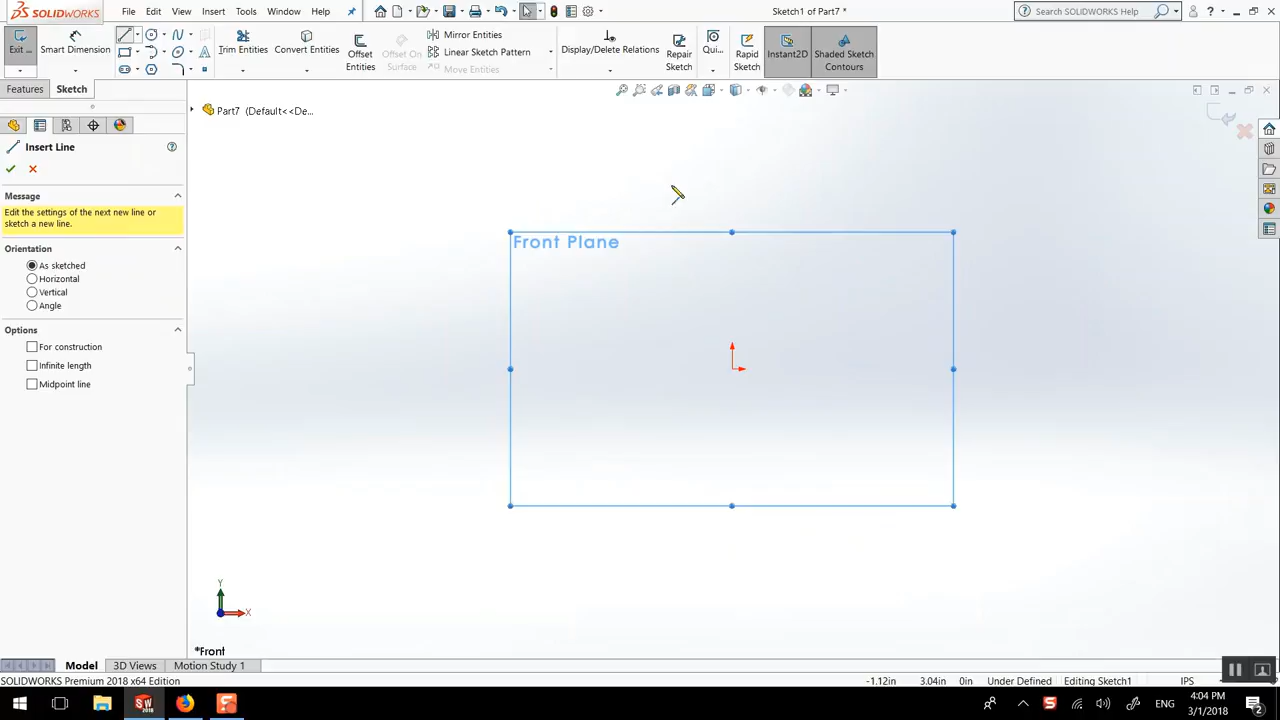 SOLIDWORKS File Edit View Insert Tools Window Help Sketch1 of Part7 * Search SOLIDWORKS Help ?
Exit ... Smart Dimension Trim Entities Convert Entities Offset Entities Offset On Surface Mirror Entities Linear Sketch Pattern Move Entities Display/Delete Relations Repair Sketch Qui... Rapid Sketch Instant2D Shaded Sketch Contours
Features Sketch
Part7 (Default<<De...
Insert Line
Message
Edit the settings of the next new line or
sketch a new line.
Orientation
As sketched
Horizontal
Vertical
Angle
Options
For construction
Infinite length
Midpoint line
Front Plane
Y
X
*Front
Model 3D Views Motion Study 1
SOLIDWORKS Premium 2018 x64 Edition -1.12in 3.04in 0in Under Defined Editing Sketch1 IPS
SW 2018 S ENG 4:04 PM
3/1/2018 2